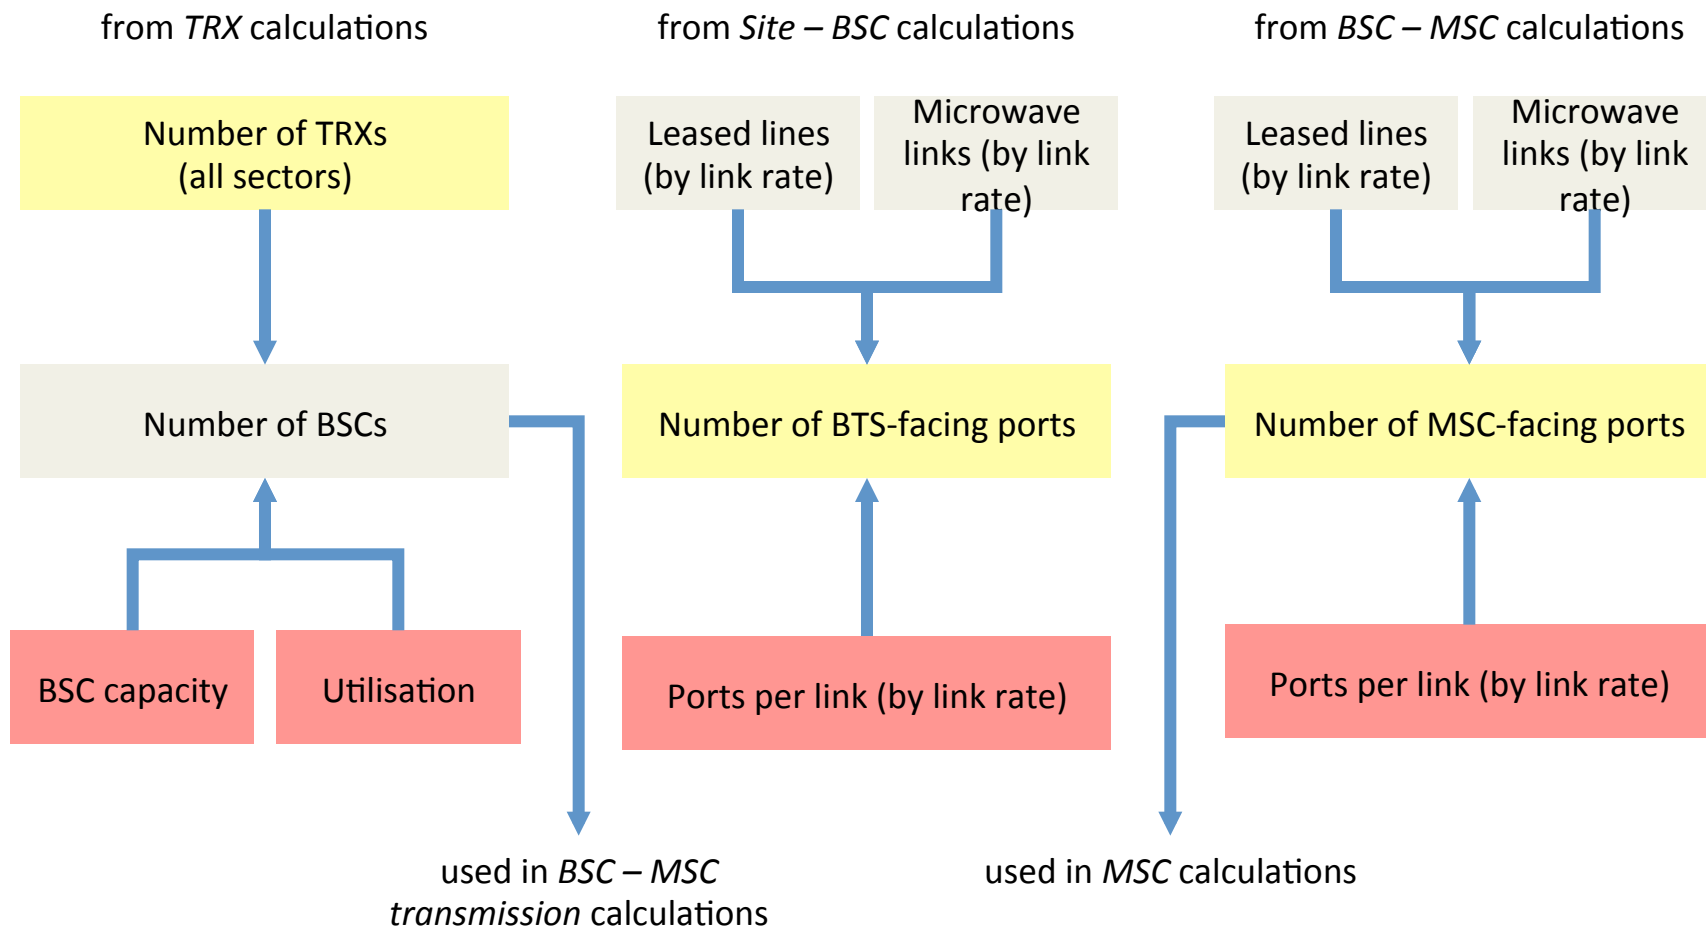 from TRX calculations
from Site – BSC calculations
from BSC – MSC calculations
Number of TRXs
(all sectors)
Leased lines
(by link rate)
Microwave
links (by link
rate)
Leased lines
(by link rate)
Microwave
links (by link
rate)
Number of BSCs
Number of BTS-facing ports
Number of MSC-facing ports
BSC capacity
Utilisation
Ports per link (by link rate)
Ports per link (by link rate)
used in BSC – MSC
transmission calculations
used in MSC calculations